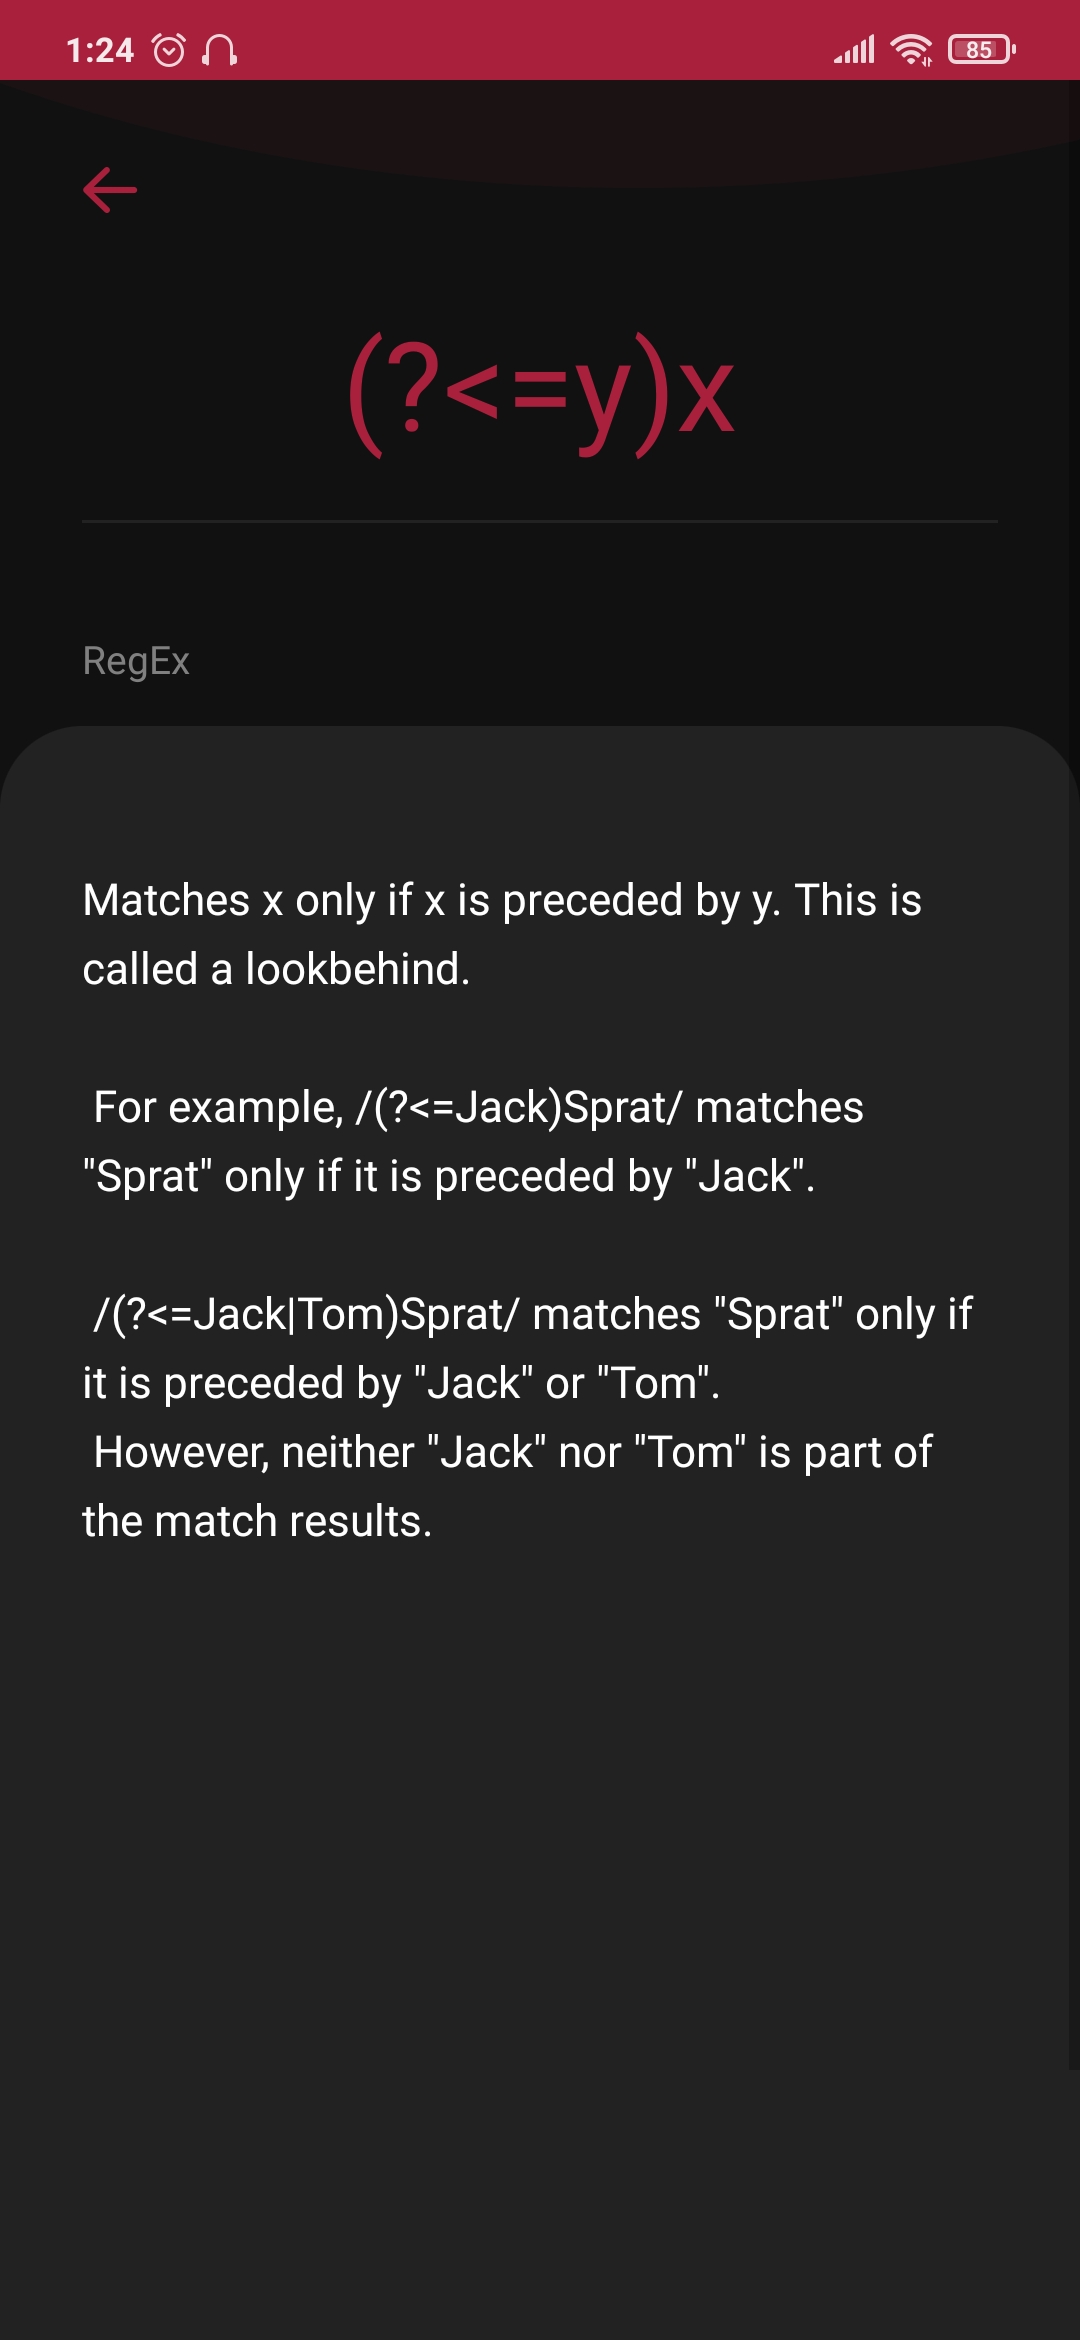 1:24
85
(?<=y)x
RegEx
Matches x only if x is preceded by y. This is
called a lookbehind.
For example, /(?<=Jack)Sprat/ matches
"Sprat" only if it is preceded by "Jack".
/(?<=Jack|Tom)Sprat/ matches "Sprat" only if
it is preceded by "Jack" or "Tom".
However, neither "Jack" nor "Tom" is part of
the match results.